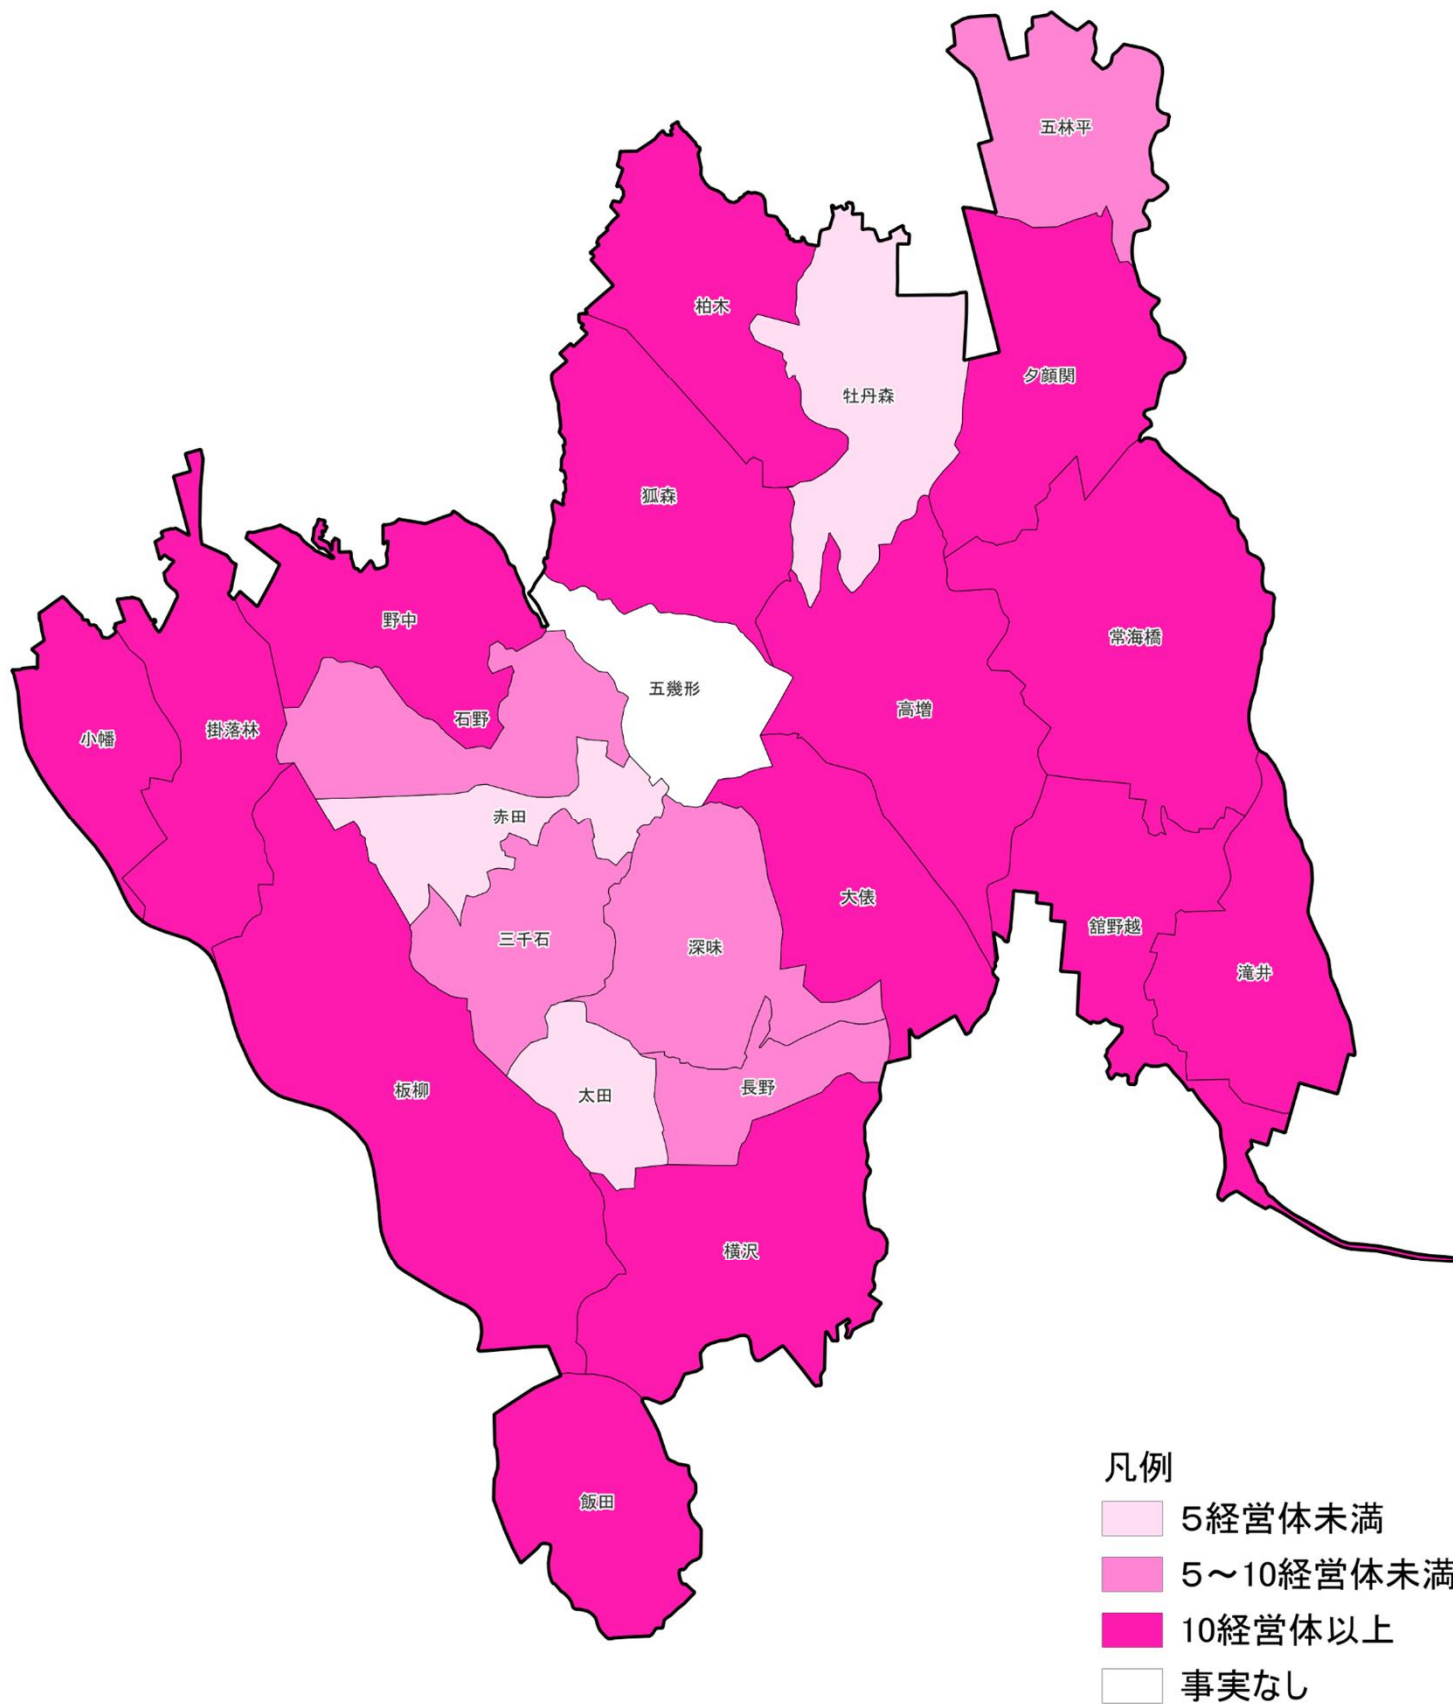 五林平
柏木
夕顔関
牡丹森
狐森
野中
常海橋
五幾形
高増
石野
掛落林
小幡
赤田
大俵
舘野越
三千石
深味
滝井
長野
板柳
太田
横沢
飯田
凡例
5経営体未満
5～10経営体未満
10経営体以上
事実なし